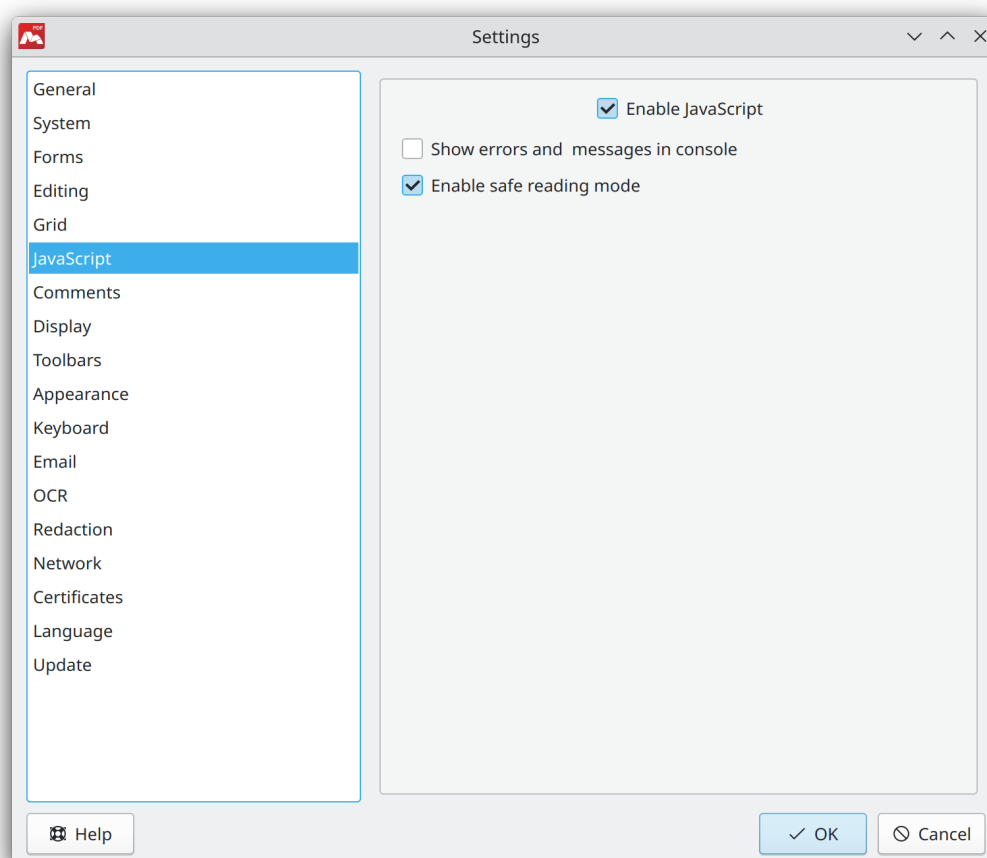 PDF
Settings
General
System
Forms
Editing
Grid
JavaScript
Comments
Display
Toolbars
Appearance
Keyboard
Email
OCR
Redaction
Network
Certificates
Language
Update
Enable JavaScript
Show errors and  messages in console
Enable safe reading mode
Help
OK
Cancel